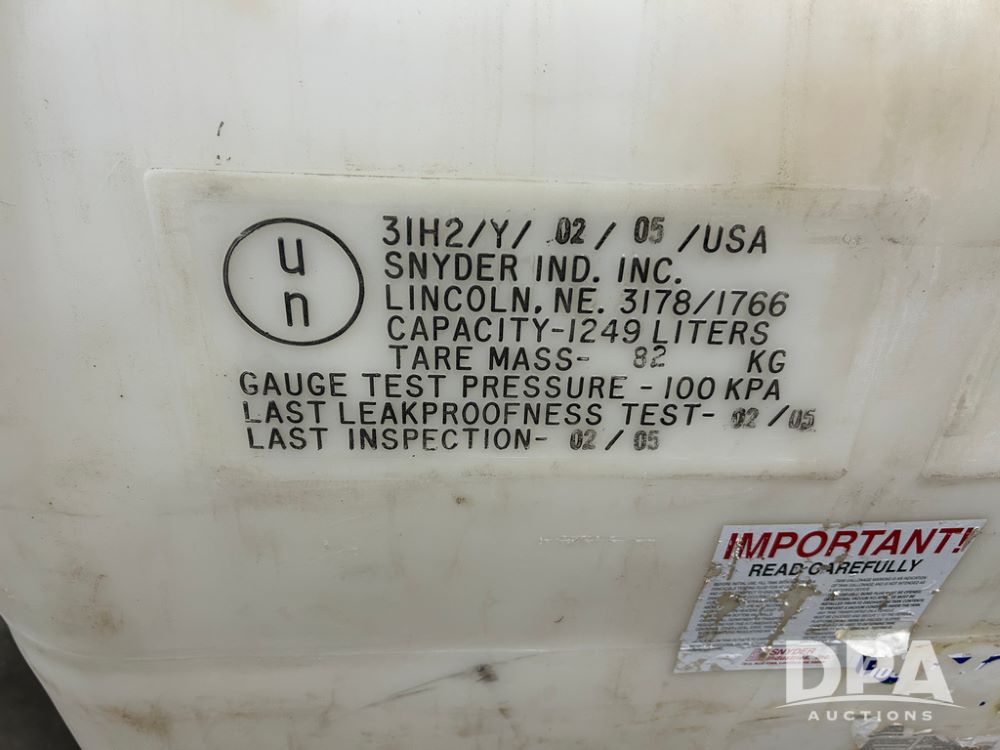 un
31H2/Y/ 02 / 05 /USA
SNYDER IND. INC.
LINCOLN, NE. 3178/1766
CAPACITY-1249 LITERS
TARE MASS- 82 KG
GAUGE TEST PRESSURE - 100 KPA
LAST LEAKPROOFNESS TEST- 02 / 05
LAST INSPECTION- 02 / 05
IMPORTANT!
READ CAREFULLY
SNYDER
DPA
AUCTIONS